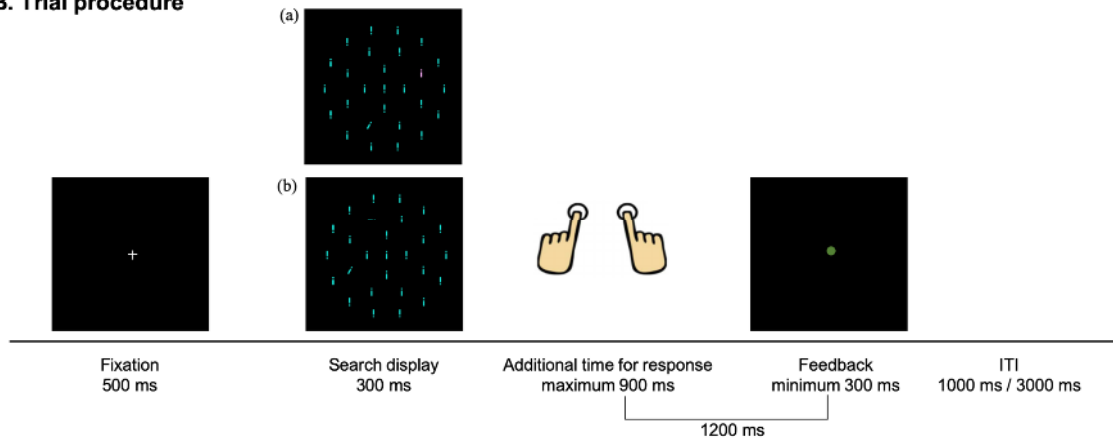 B. Trial procedure
(a)
(b)
Fixation
500 ms
Search display
300 ms
Additional time for response
maximum 900 ms
Feedback
minimum 300 ms
ITI
1000 ms / 3000 ms
1200 ms